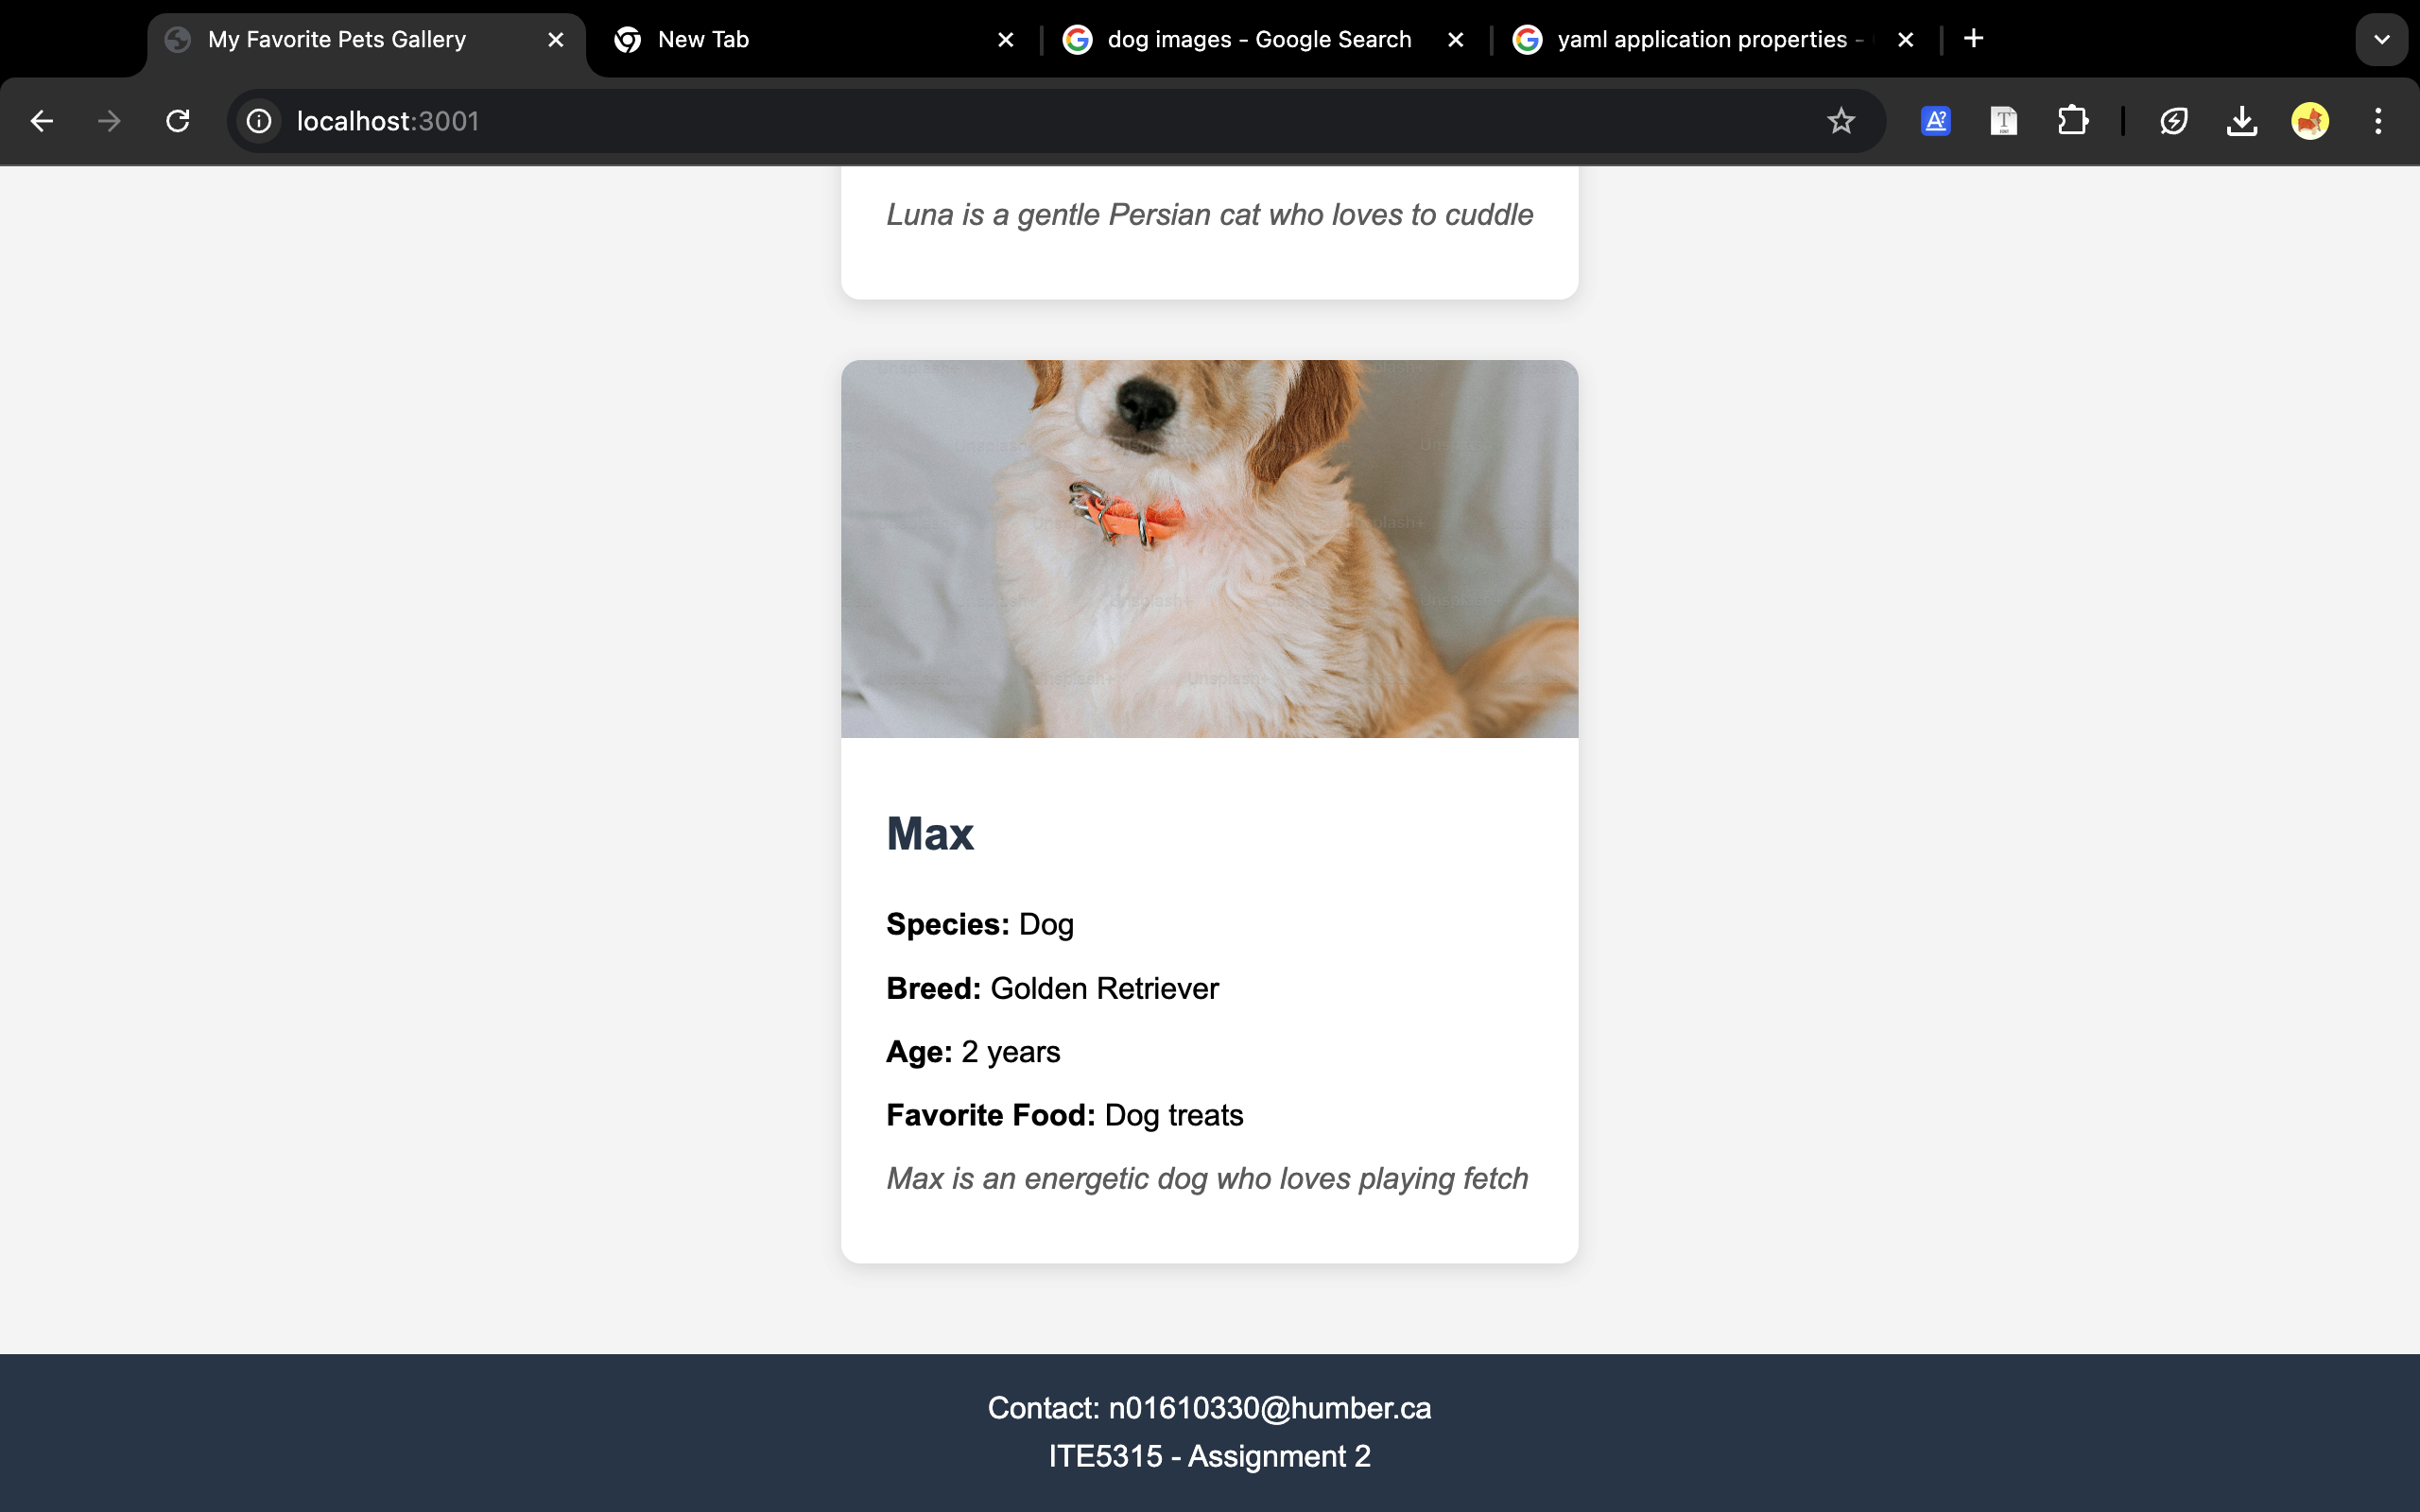 My Favorite Pets Gallery
New Tab
dog images - Google Search
yaml application properties -
localhost:3001
Luna is a gentle Persian cat who loves to cuddle
Unsplash+
Max
Species: Dog
Breed: Golden Retriever
Age: 2 years
Favorite Food: Dog treats
Max is an energetic dog who loves playing fetch
Contact: n01610330@humber.ca
ITE5315 - Assignment 2